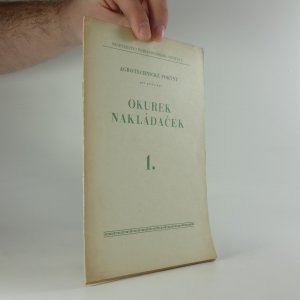 AGROTECHNICKÉ POKYNY
OKUREK
NAKLÁDAČEK
1.